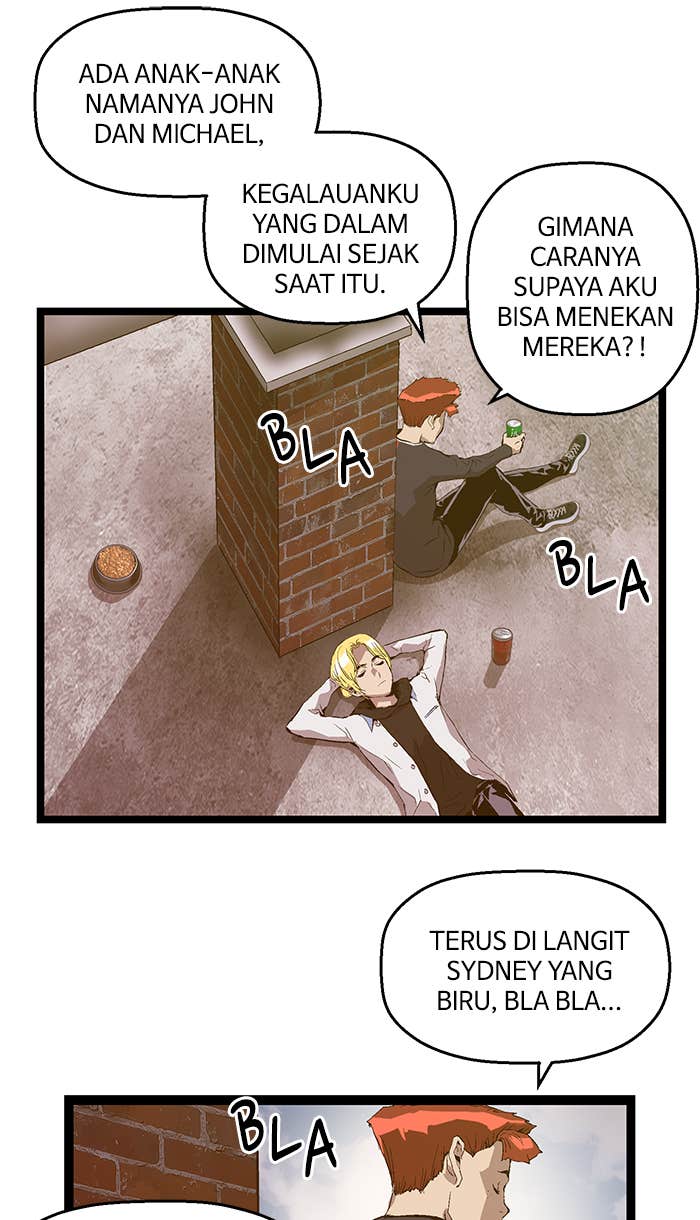 ADA ANAK-ANAK
NAMANYA JOHN
DAN MICHAEL,
KEGALAUANKU
YANG DALAM
DIMULAI SEJAK
SAAT ITU.
GIMANA
CARANYA
SUPAYA AKU
BISA MENEKAN
MEREKA?!
BLA
BLA
TERUS DI LANGIT
SYDNEY YANG
BIRU, BLA BLA...
BLA